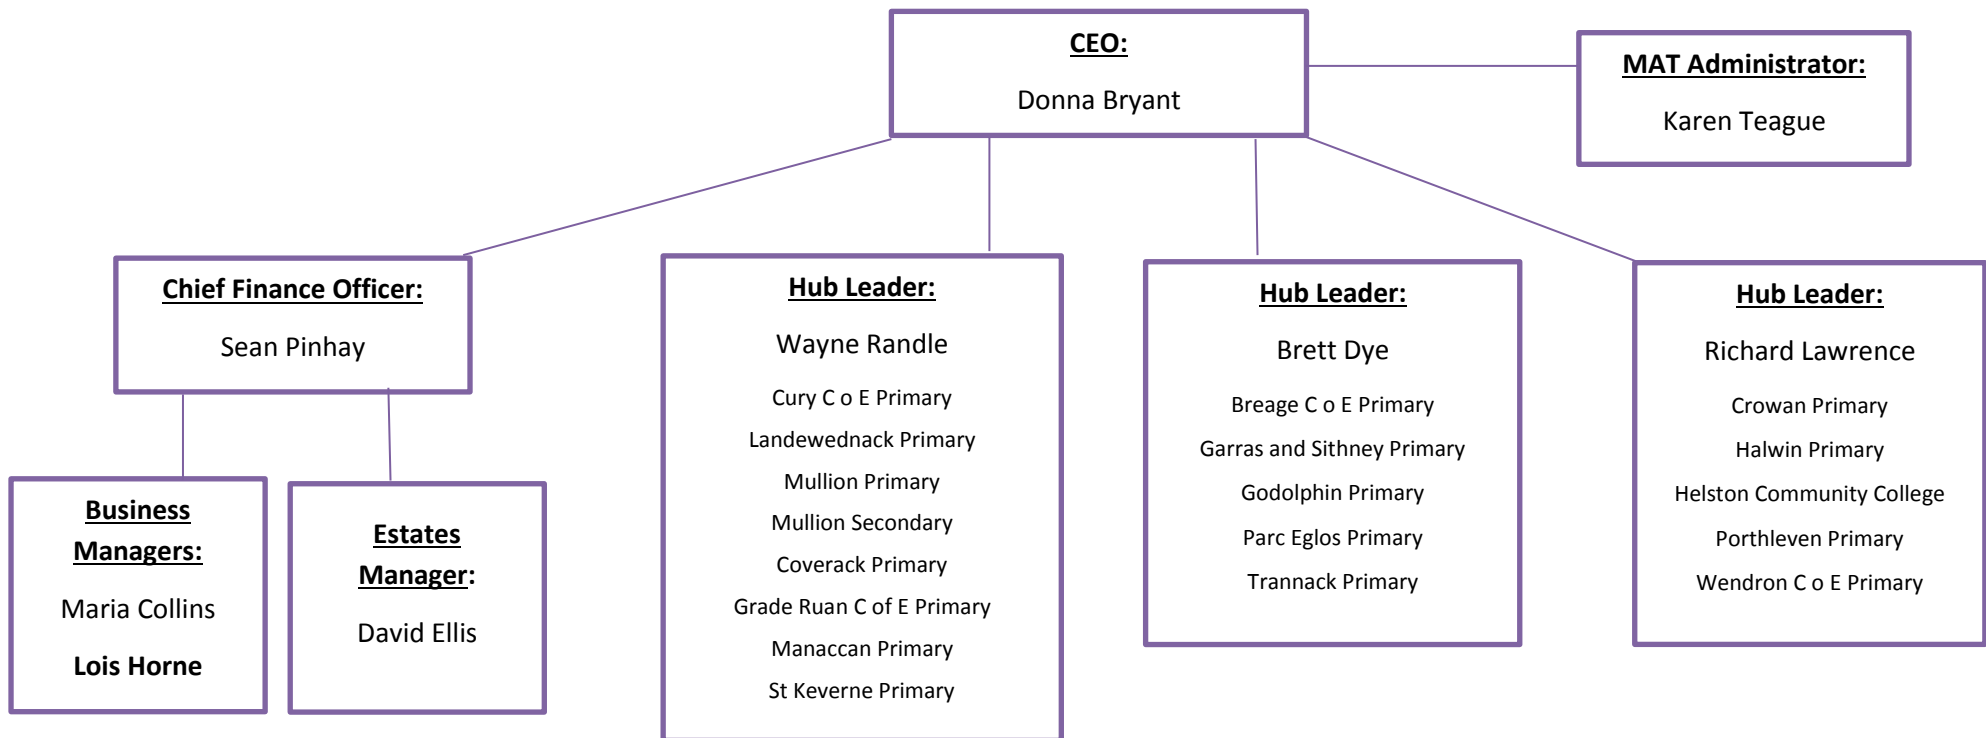 CEO:
Donna Bryant
MAT Administrator:
Karen Teague
Chief Finance Officer:
Sean Pinhay
Hub Leader:
Wayne Randle
Cury C o E Primary
Landewednack Primary
Mullion Primary
Mullion Secondary
Coverack Primary
Grade Ruan C of E Primary
Manaccan Primary
St Keverne Primary
Hub Leader:
Brett Dye
Breage C o E Primary
Garras and Sithney Primary
Godolphin Primary
Parc Eglos Primary
Trannack Primary
Hub Leader:
Richard Lawrence
Crowan Primary
Halwin Primary
Helston Community College
Porthleven Primary
Wendron C o E Primary
Business
Managers:
Maria Collins
Lois Horne
Estates
Manager:
David Ellis